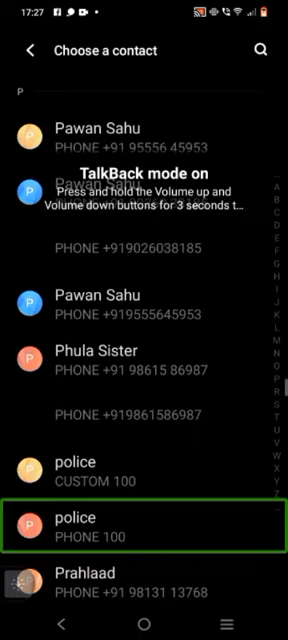 17:27
Choose a contact
P
Pawan Sahu
PHONE +91 95556 45953
Pawan Sahu
TalkBack mode on
Press and hold the Volume up and
Volume down buttons for 3 seconds t…
PHONE +919026038185
Pawan Sahu
PHONE +919555645953
Phula Sister
PHONE +91 98615 86987
PHONE +919861586987
police
CUSTOM 100
police
PHONE 100
Prahlaad
PHONE +91 98131 13768
A
B
C
D
E
F
G
H
I
J
K
L
M
N
O
P
R
S
T
U
V
W
X
Y
Z